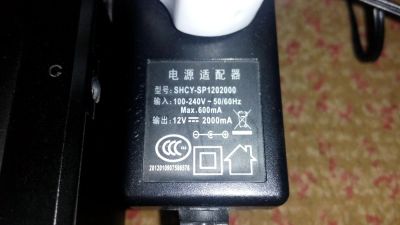 电源适配器
型号: SHCY-SP1202000
输入: 100-240V~50/60Hz
Max. 600mA
输出: 12V⎓2000mA